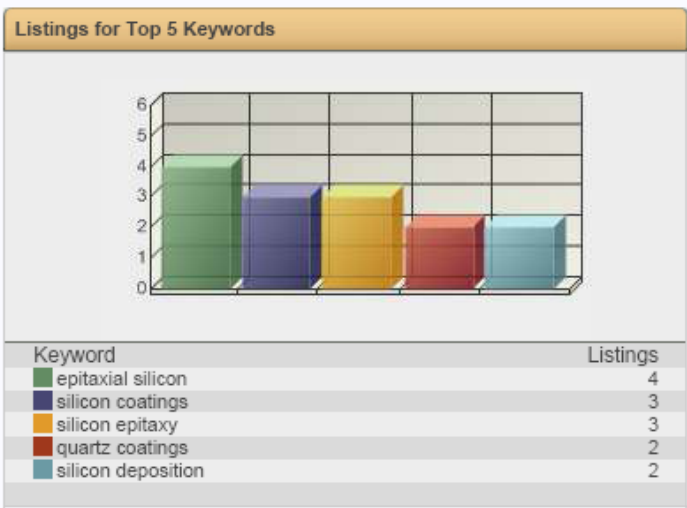 Listings for Top 5 Keywords
6
5
4
3
2
1
0
Keyword Listings
epitaxial silicon 4
silicon coatings 3
silicon epitaxy 3
quartz coatings 2
silicon deposition 2